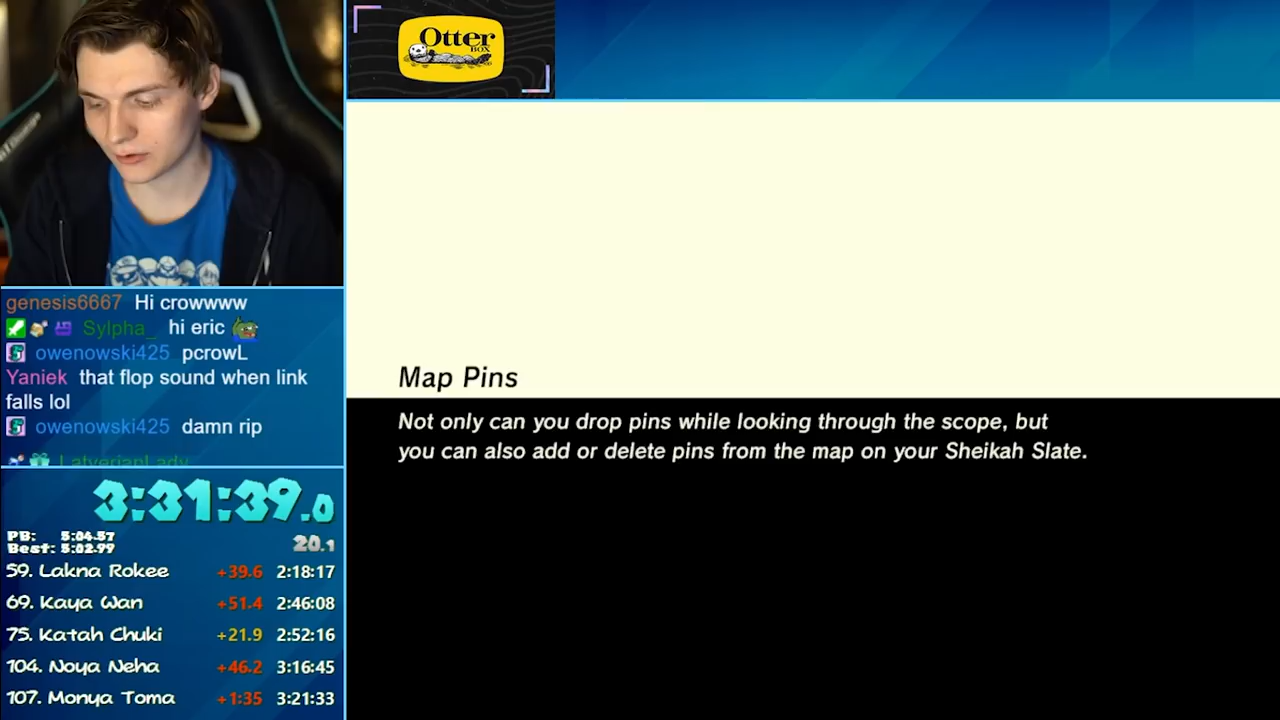 Otter
BOX
genesis6667 Hi crowwww
Sylpha_ hi eric
owenowski425 pcrowL
Yaniek that flop sound when link
falls lol
owenowski425 damn rip
LatverianLady
3:31:39.0
PB: 5:04.57
Best: 5:02.99
20.1
59. Lakna Rokee +39.6 2:18:17
69. Kaya Wan +51.4 2:46:08
75. Katah Chuki +21.9 2:52:16
104. Noya Neha +46.2 3:16:45
107. Monya Toma +1:35 3:21:33
Map Pins
Not only can you drop pins while looking through the scope, but
you can also add or delete pins from the map on your Sheikah Slate.